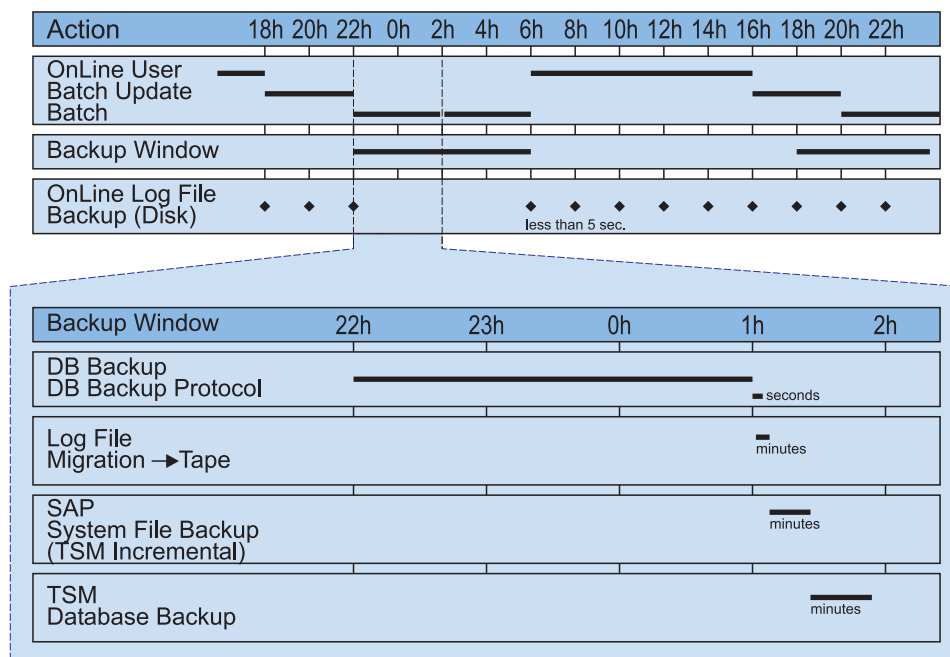 Action 18h 20h 22h 0h 2h 4h 6h 8h 10h 12h 14h 16h 18h 20h 22h
OnLine User
Batch Update
Batch
Backup Window
OnLine Log File
Backup (Disk)
less than 5 sec.
Backup Window 22h 23h 0h 1h 2h
DB Backup
DB Backup Protocol
seconds
Log File
Migration → Tape
minutes
SAP
System File Backup
(TSM Incremental)
minutes
TSM
Database Backup
minutes